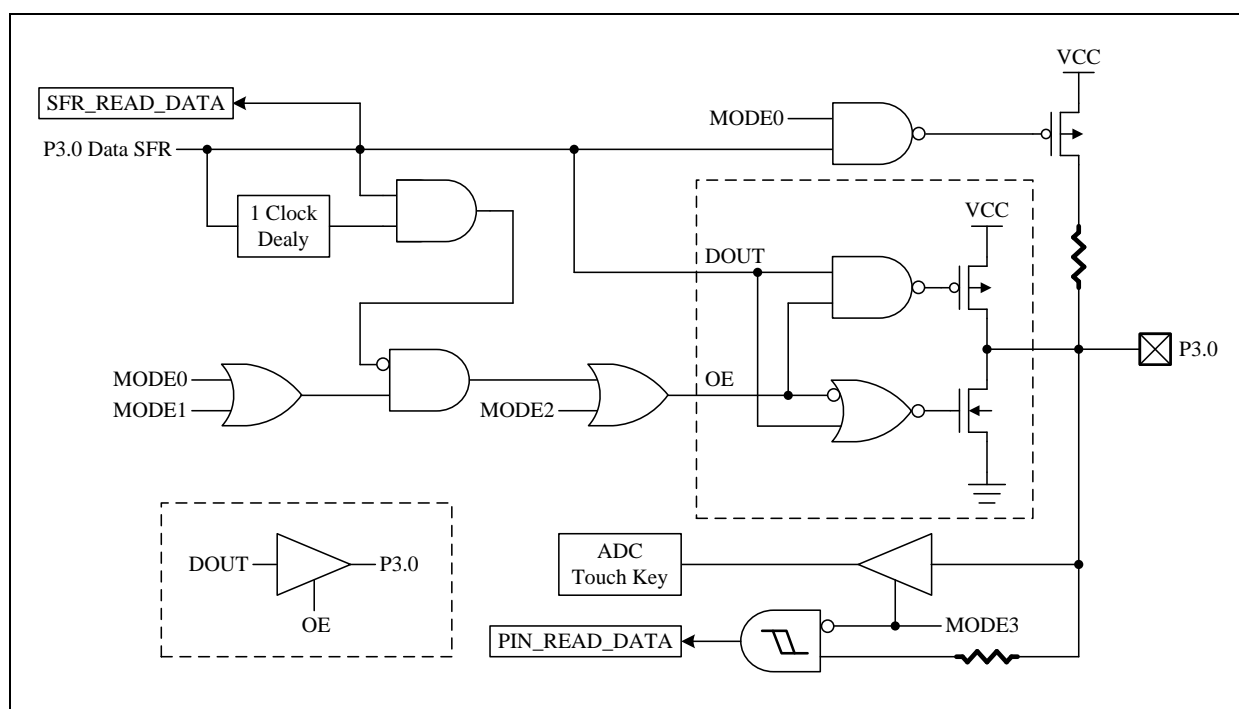 VCC
SFR_READ_DATA
MODE0
P3.0 Data SFR
1 Clock
Dealy
VCC
DOUT
P3.0
MODE0
MODE1
MODE2
OE
DOUT
P3.0
OE
ADC
Touch Key
MODE3
PIN_READ_DATA